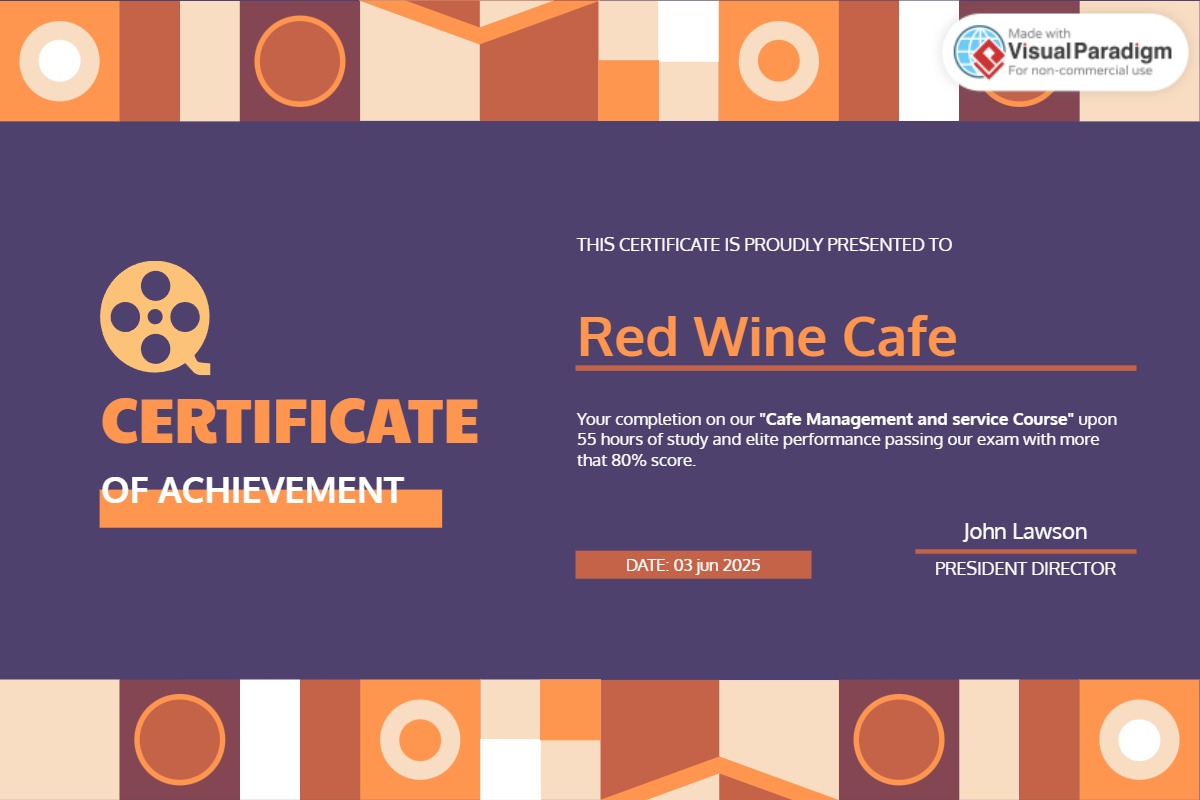 Made with
Visual Paradigm
For non-commercial use
THIS CERTIFICATE IS PROUDLY PRESENTED TO
Red Wine Cafe
CERTIFICATE
OF ACHIEVEMENT
Your completion on our "Cafe Management and service Course" upon
55 hours of study and elite performance passing our exam with more
that 80% score.
John Lawson
PRESIDENT DIRECTOR
DATE: 03 jun 2025